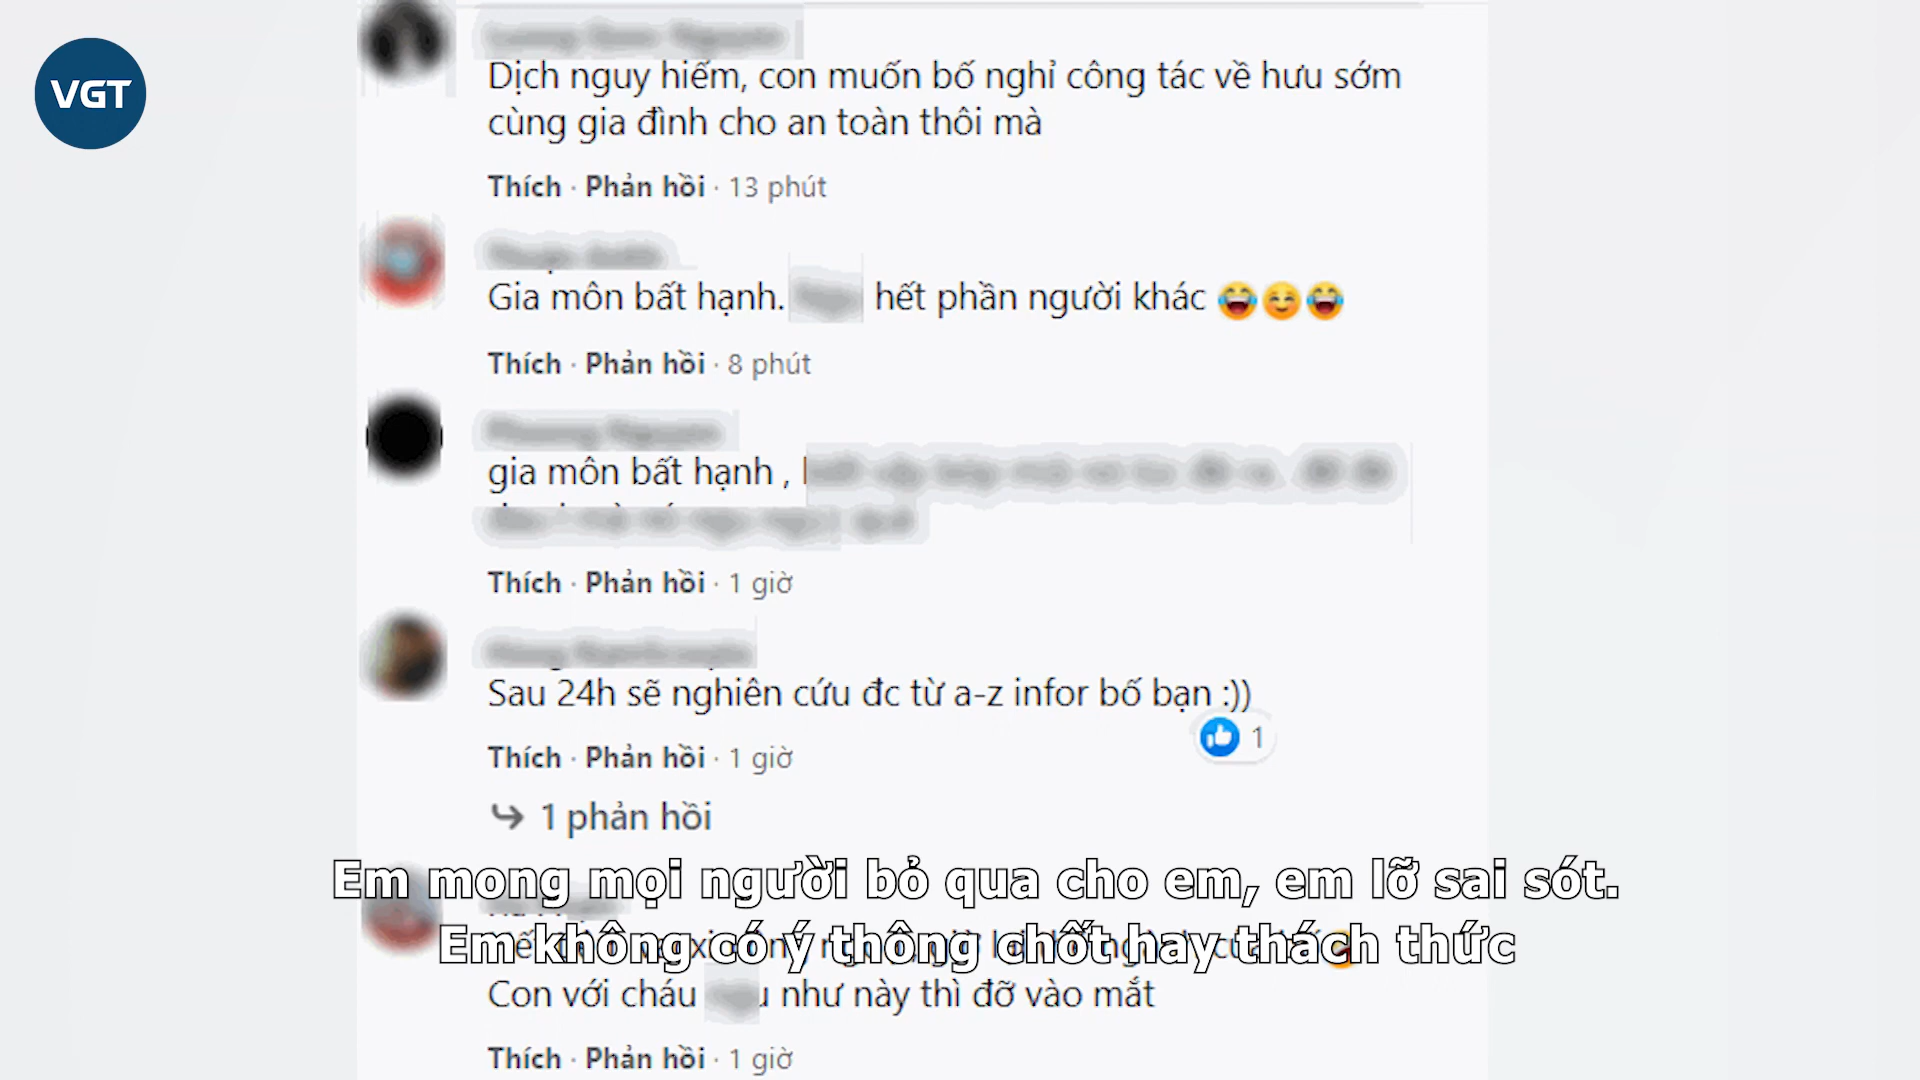 VGT
Dịch nguy hiểm, con muốn bố nghỉ công tác về hưu sớm
cùng gia đình cho an toàn thôi mà
Thích · Phản hồi · 13 phút
Gia môn bất hạnh. hết phần người khác 😂☺️😂
Thích · Phản hồi · 8 phút
gia môn bất hạnh ,
Thích · Phản hồi · 1 giờ
Sau 24h sẽ nghiên cứu đc từ a-z infor bố bạn :))
1
Thích · Phản hồi · 1 giờ
1 phản hồi
Em mong mọi người bỏ qua cho em, em lỡ sai sót.
Em không có ý thông chốt hay thách thức
Con với cháu như này thì đỡ vào mắt
Thích · Phản hồi · 1 giờ